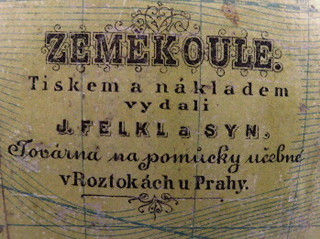 ZEMĚKOULE.
Tiskem a nákladem
vydali
J. FELKL a SYN.
Továrna na pomůcky učebné
v Roztokách u Prahy.